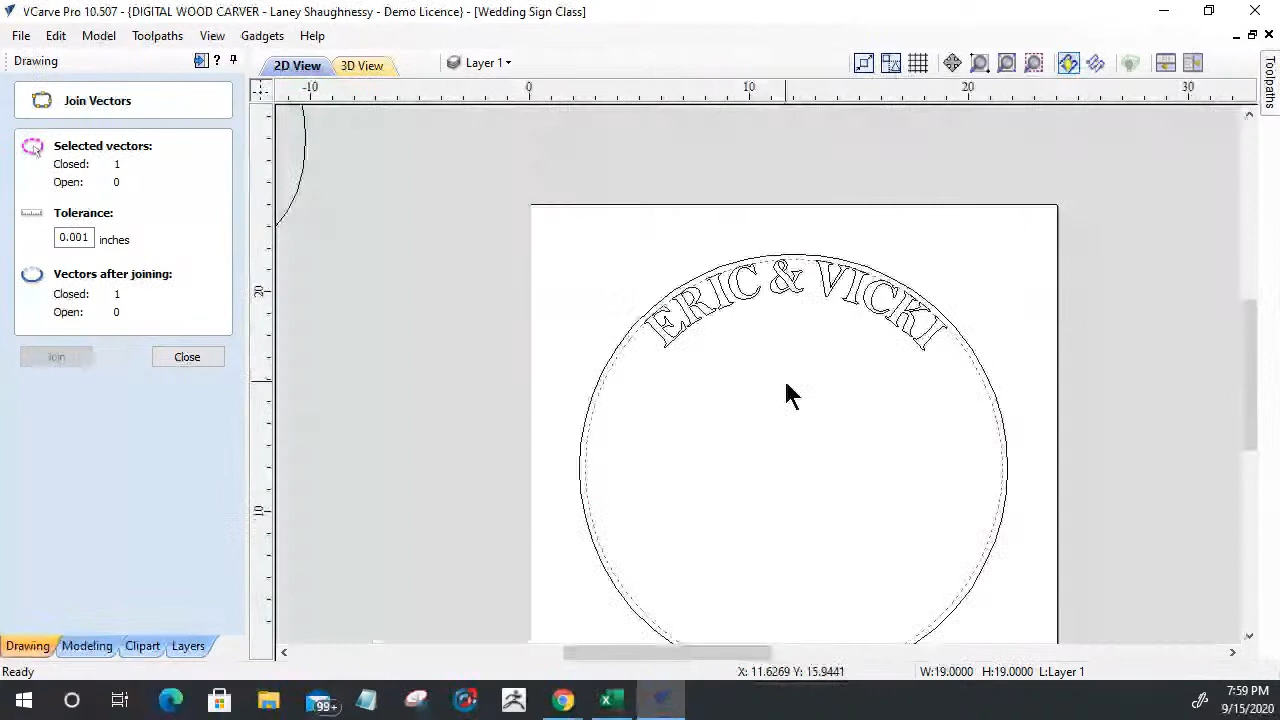 VCarve Pro 10.507 - {DIGITAL WOOD CARVER - Laney Shaughnessy - Demo Licence} - [Wedding Sign Class]
File Edit Model Toolpaths View Gadgets Help
Drawing
2D View 3D View Layer 1
Toolpaths
Join Vectors
-10 0 10 20 30
Selected vectors:
Closed: 1
Open: 0
Tolerance:
0.001 inches
Vectors after joining:
Closed: 1
Open: 0
Join Close
20
10
ERIC & VICKI
Drawing Modeling Clipart Layers
Ready X: 11.6269 Y: 15.9441 W:19.0000 H:19.0000 L:Layer 1
99+
7:59 PM
9/15/2020